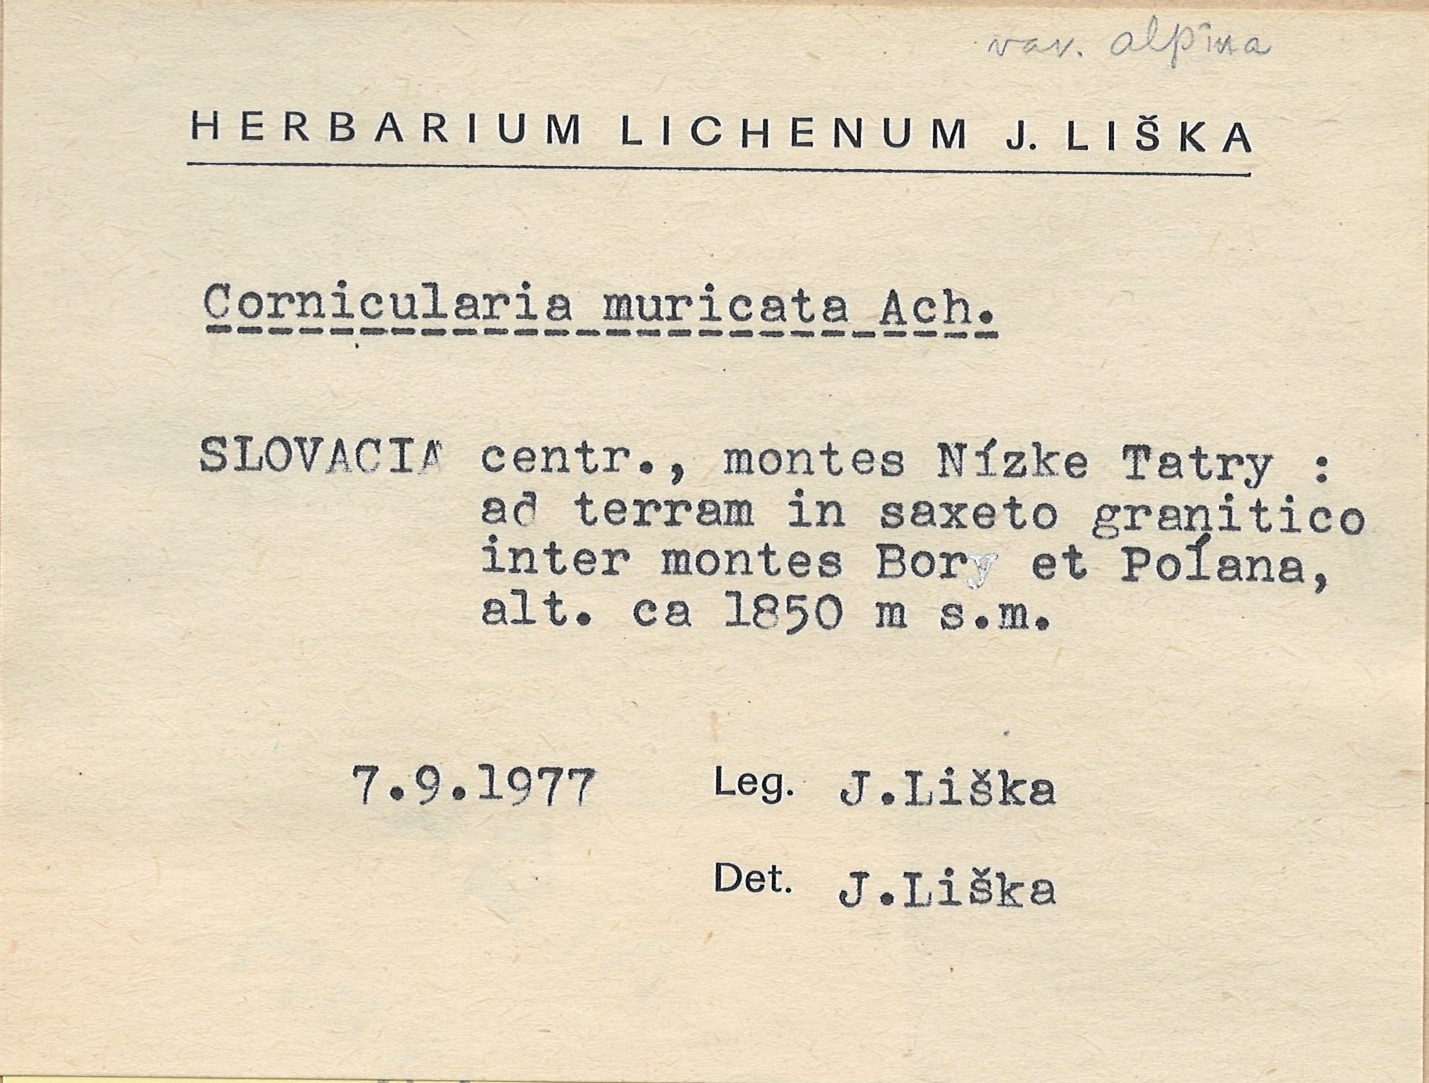 var. alpina
HERBARIUM LICHENUM J. LIŠKA
Cornicularia muricata Ach.
SLOVACIA centr., montes Nízke Tatry :
ad terram in saxeto granitico
inter montes Bory et Poĺana,
alt. ca 1850 m s.m.
7.9.1977 Leg. J.Liška
Det. J.Liška